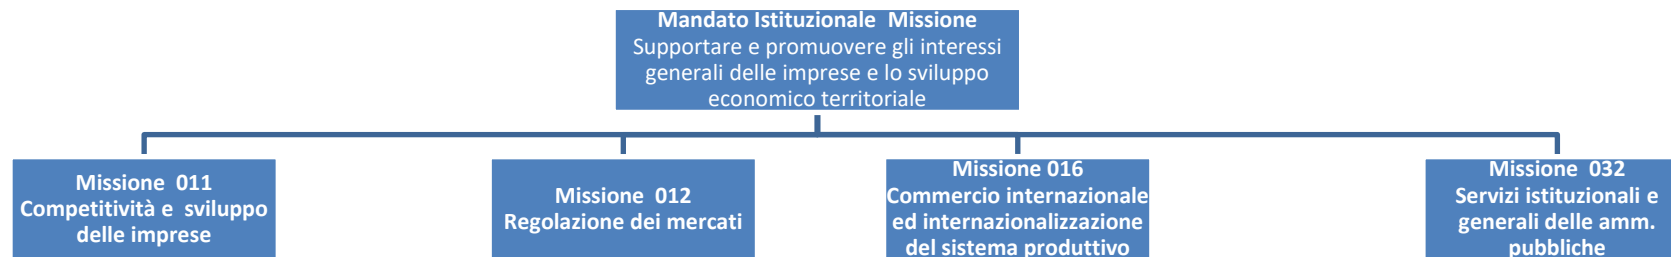 Mandato Istituzionale Missione
Supportare e promuovere gli interessi
generali delle imprese e lo sviluppo
economico territoriale
Missione 011
Competitività e sviluppo
delle imprese
Missione 012
Regolazione dei mercati
Missione 016
Commercio internazionale
ed internazionalizzazione
del sistema produttivo
Missione 032
Servizi istituzionali e
generali delle amm.
pubbliche